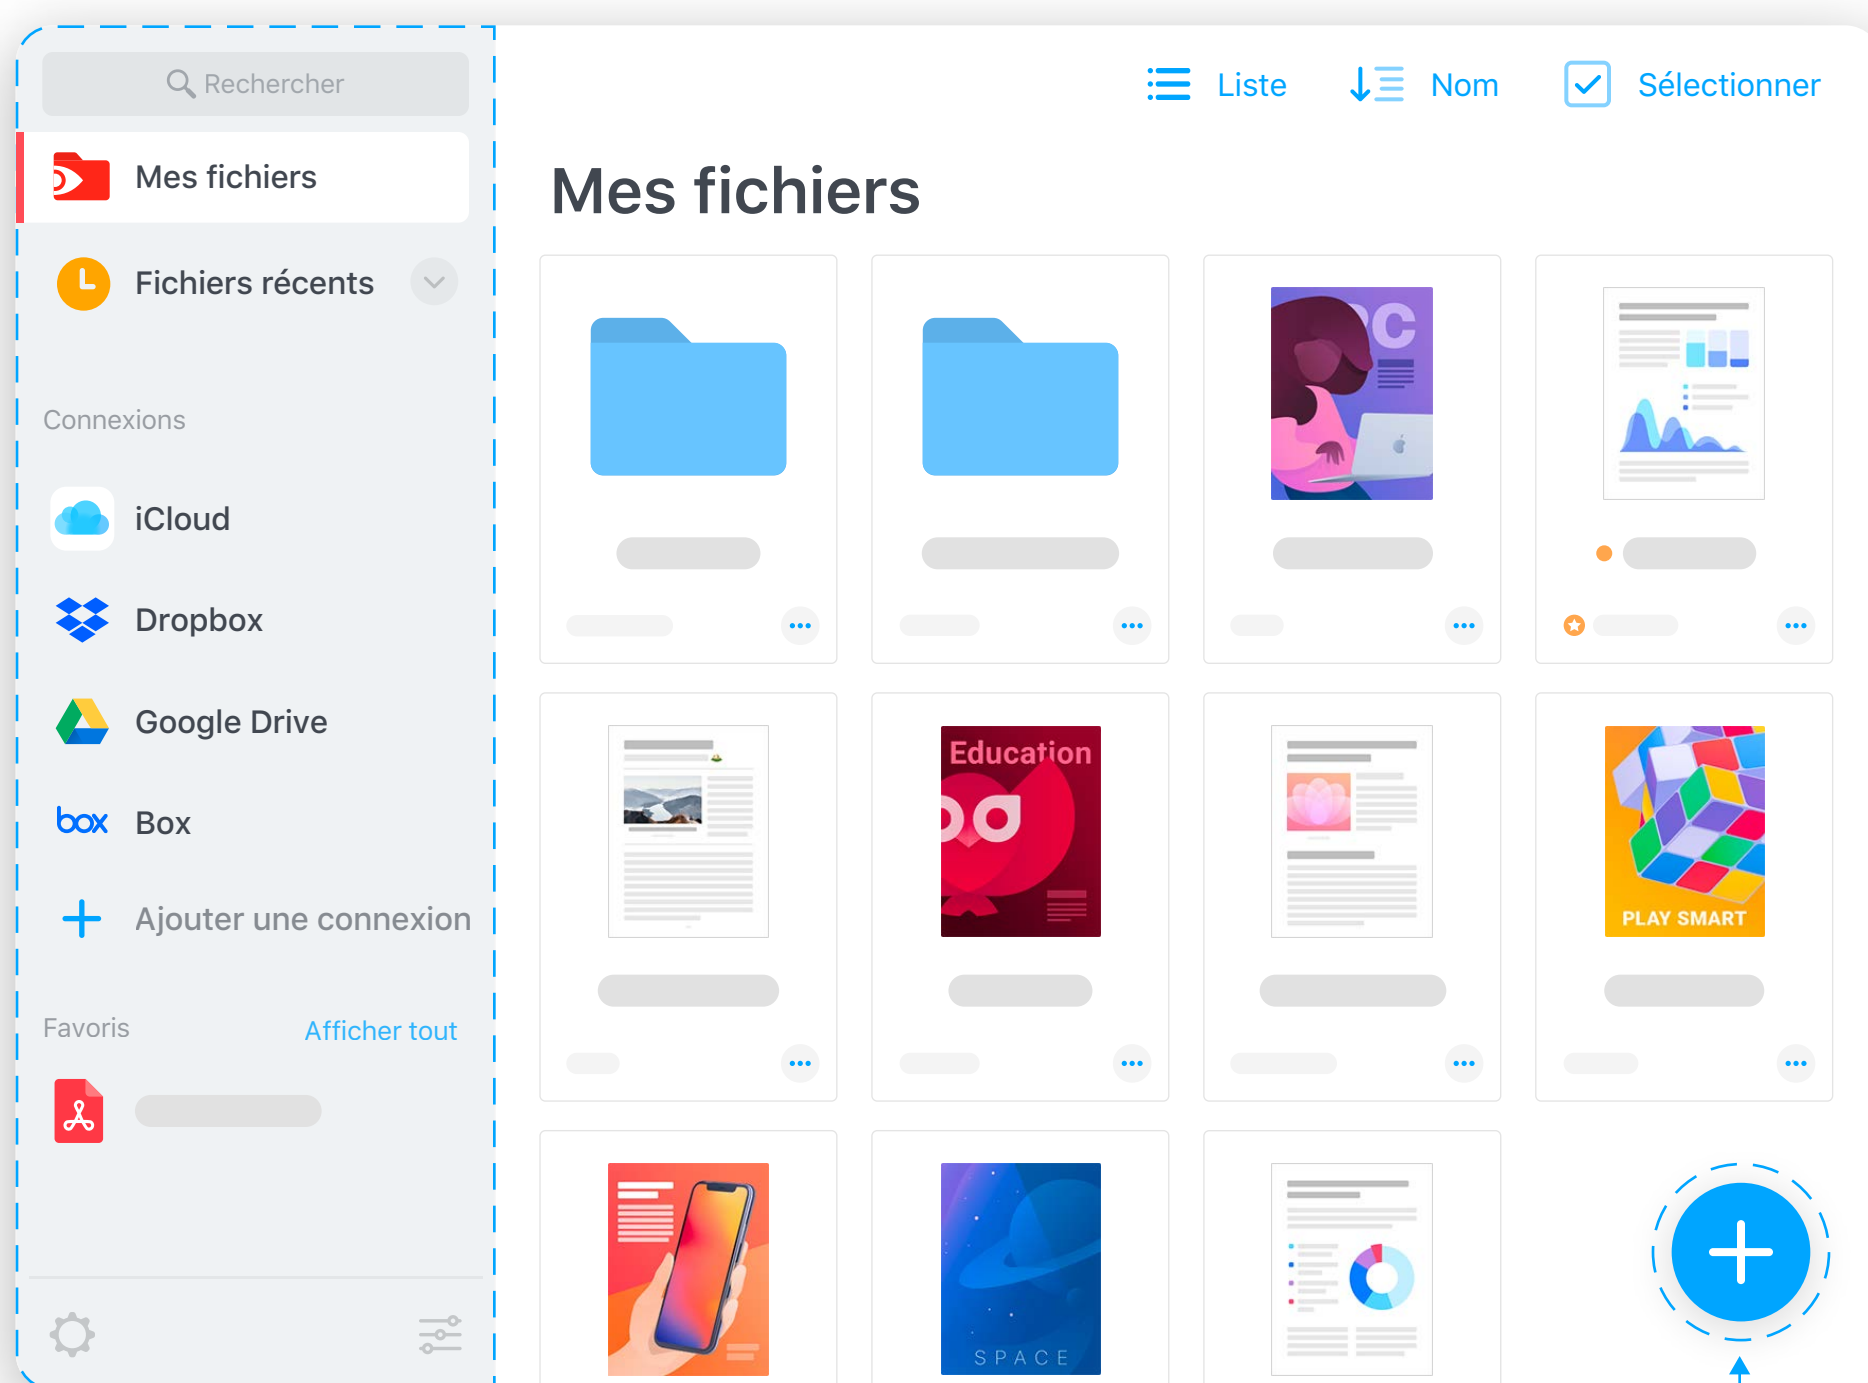 Rechercher
Mes fichiers
Fichiers récents
Connexions
iCloud
Dropbox
Google Drive
box
Box
Ajouter une connexion
Favoris
Afficher tout
Liste
Nom
Sélectionner
Mes fichiers
Education
PLAY SMART
SPACE